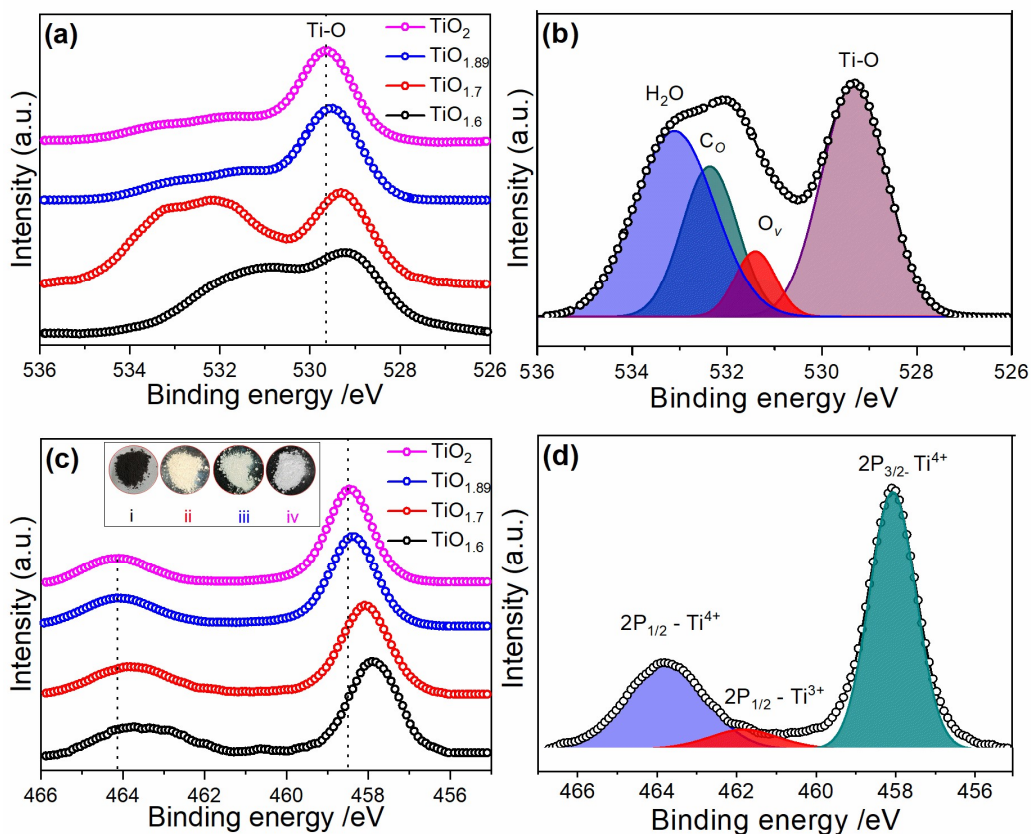 (a)
Ti-O
TiO2
TiO1.89
TiO1.7
TiO1.6
Intensity (a.u.)
536 534 532 530 528 526
Binding energy /eV
(b)
H2O
CO
Ov
Ti-O
Intensity (a.u.)
536 534 532 530 528 526
Binding energy /eV
(c)
i ii iii iv
TiO2
TiO1.89
TiO1.7
TiO1.6
Intensity (a.u.)
466 464 462 460 458 456
Binding energy /eV
(d)
2P3/2- Ti4+
2P1/2 - Ti4+
2P1/2 - Ti3+
Intensity (a.u.)
466 464 462 460 458 456
Binding energy /eV